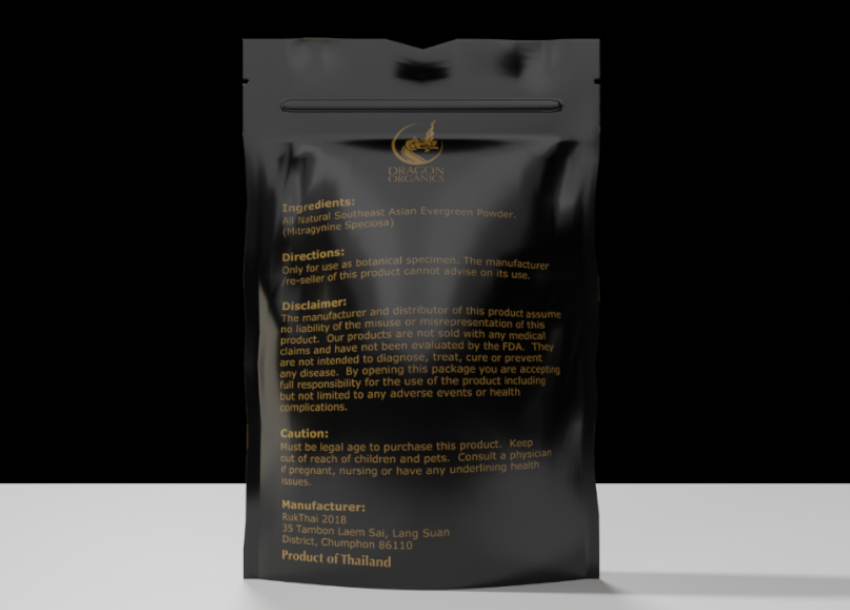 DRAGON
ORGANICS
Ingredients:
All Natural Southeast Asian Evergreen Powder.
(Mitragynine Speciosa)
Directions:
Only for use as botanical specimen. The manufacturer
/re-seller of this product cannot advise on its use.
Disclaimer:
The manufacturer and distributor of this product assume
no liability of the misuse or misrepresentation of this
product. Our products are not sold with any medical
claims and have not been evaluated by the FDA. They
are not intended to diagnose, treat, cure or prevent
any disease. By opening this package you are accepting
full responsibility for the use of the product including
but not limited to any adverse events or health
complications.
Caution:
Must be legal age to purchase this product. Keep
out of reach of children and pets. Consult a physician
if pregnant, nursing or have any underlining health
issues.
Manufacturer:
RukThai 2018
35 Tambon Laem Sai, Lang Suan
District, Chumphon 86110
Product of Thailand